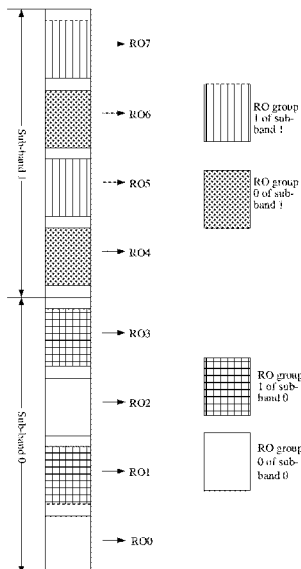 RO7
RO6
RO5
RO4
RO3
RO2
RO1
RO0
Sub-band 1
Sub-band 0
RO group
1 of sub-
band 1
RO group
0 of sub-
band 1
RO group
1 of sub-
band 0
RO group
0 of sub-
band 0